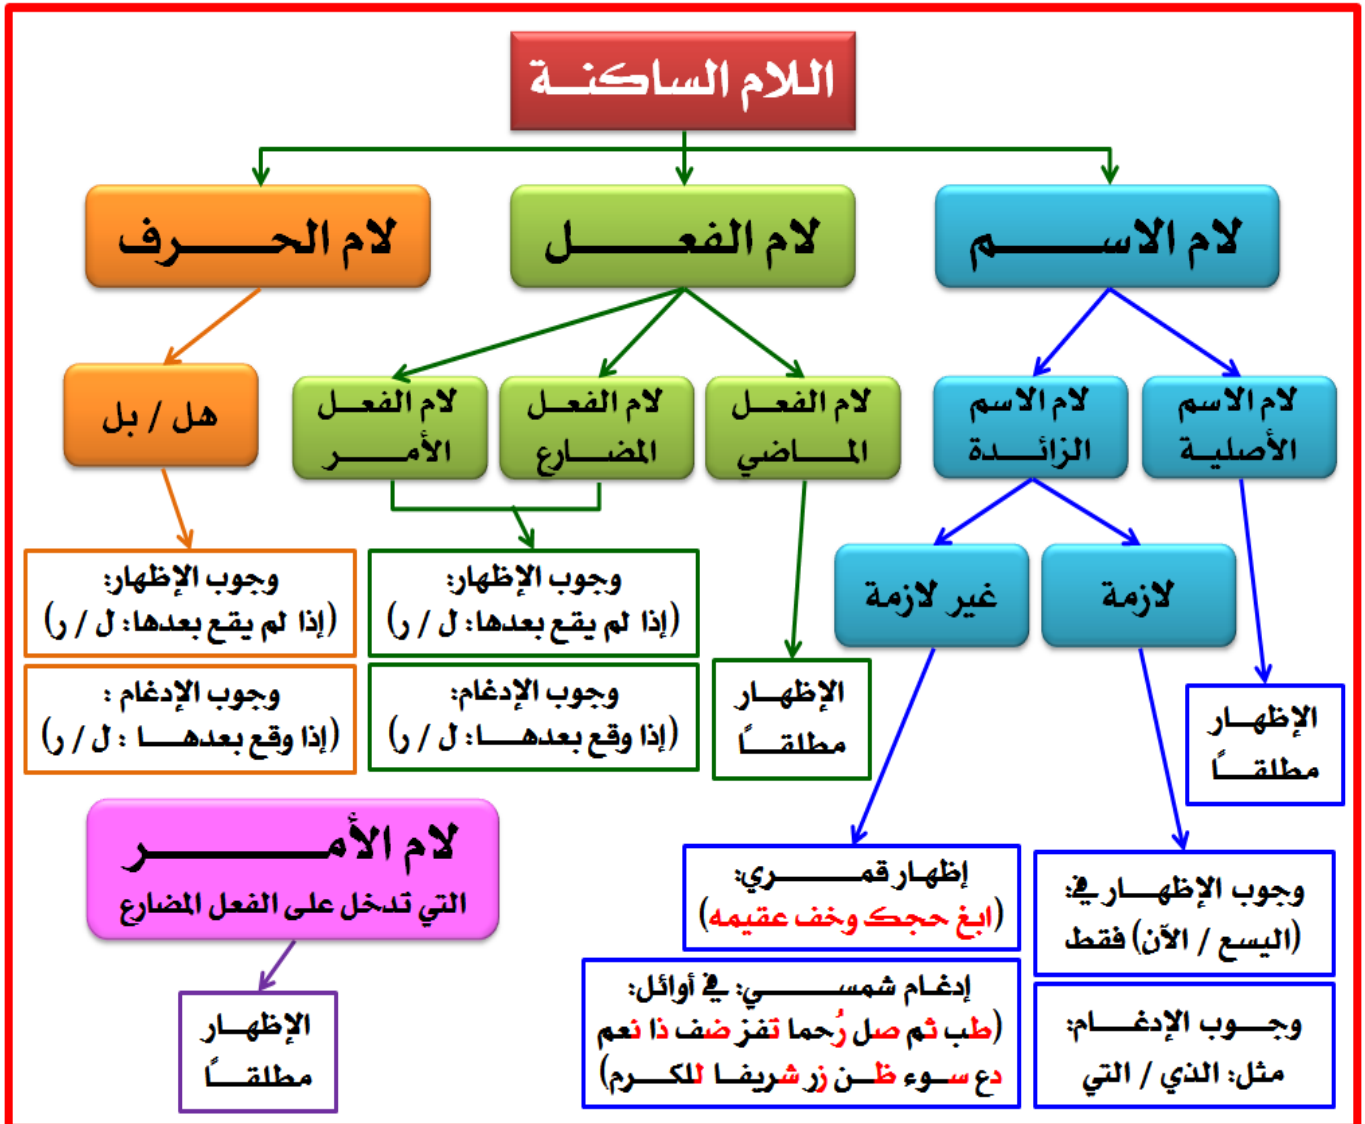 اللام الساكنة
لام الاسم
لام الفعل
لام الحرف
لام الاسم
الأصلية
لام الاسم
الزائدة
لام الفعل
الماضي
لام الفعل
المضارع
لام الفعل
الأمر
هل / بل
لازمة
غير لازمة
وجوب الإظهار:
(إذا لم يقع بعدها: ل / ر)
وجوب الإدغام:
(إذا وقع بعدها: ل / ر)
وجوب الإظهار:
(إذا لم يقع بعدها: ل / ر)
وجوب الإدغام :
(إذا وقع بعدها : ل / ر)
الإظهار
مطلقاً
الإظهار
مطلقاً
وجوب الإظهار في:
(اليسع / الآن) فقط
وجوب الإدغام:
مثل: الذي / التي
إظهار قمري:
(ابغ حجك وخف عقيمه)
إدغام شمسي: في أوائل:
(طب ثم صل رُحما تفز ضف ذا نعم
دع سوء ظن زر شريفا للكرم)
لام الأمر
التي تدخل على الفعل المضارع
الإظهار
مطلقاً